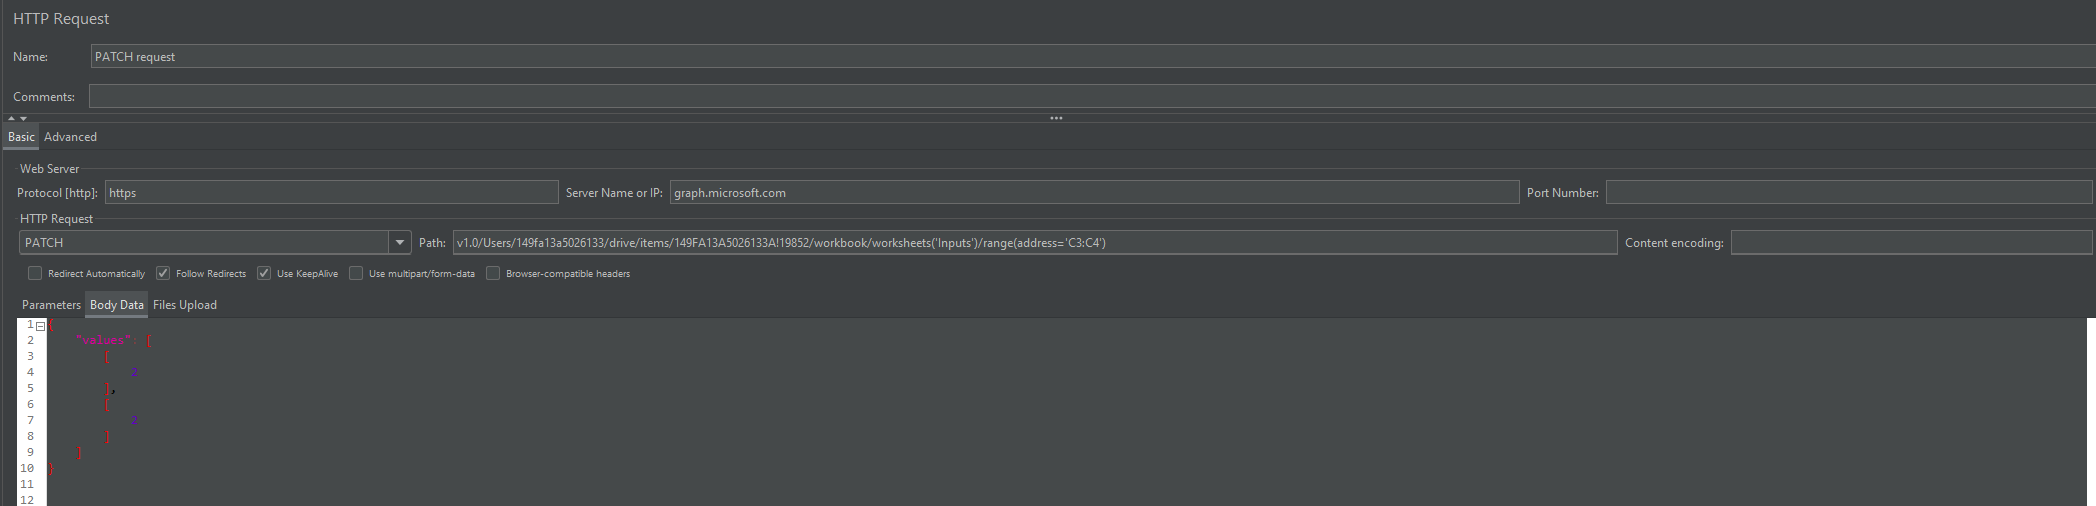 HTTP Request
Name: PATCH request
Comments:
Basic Advanced
Web Server
Protocol [http]: https Server Name or IP: graph.microsoft.com Port Number:
HTTP Request
PATCH Path: v1.0/Users/149fa13a5026133/drive/items/149FA13A5026133A!19852/workbook/worksheets('Inputs')/range(address='C3:C4') Content encoding:
Redirect Automatically Follow Redirects Use KeepAlive Use multipart/form-data Browser-compatible headers
Parameters Body Data Files Upload
1 {
2 "values": [
3 [
4 2
5 ],
6 [
7 2
8 ]
9 ]
10 }
11
12